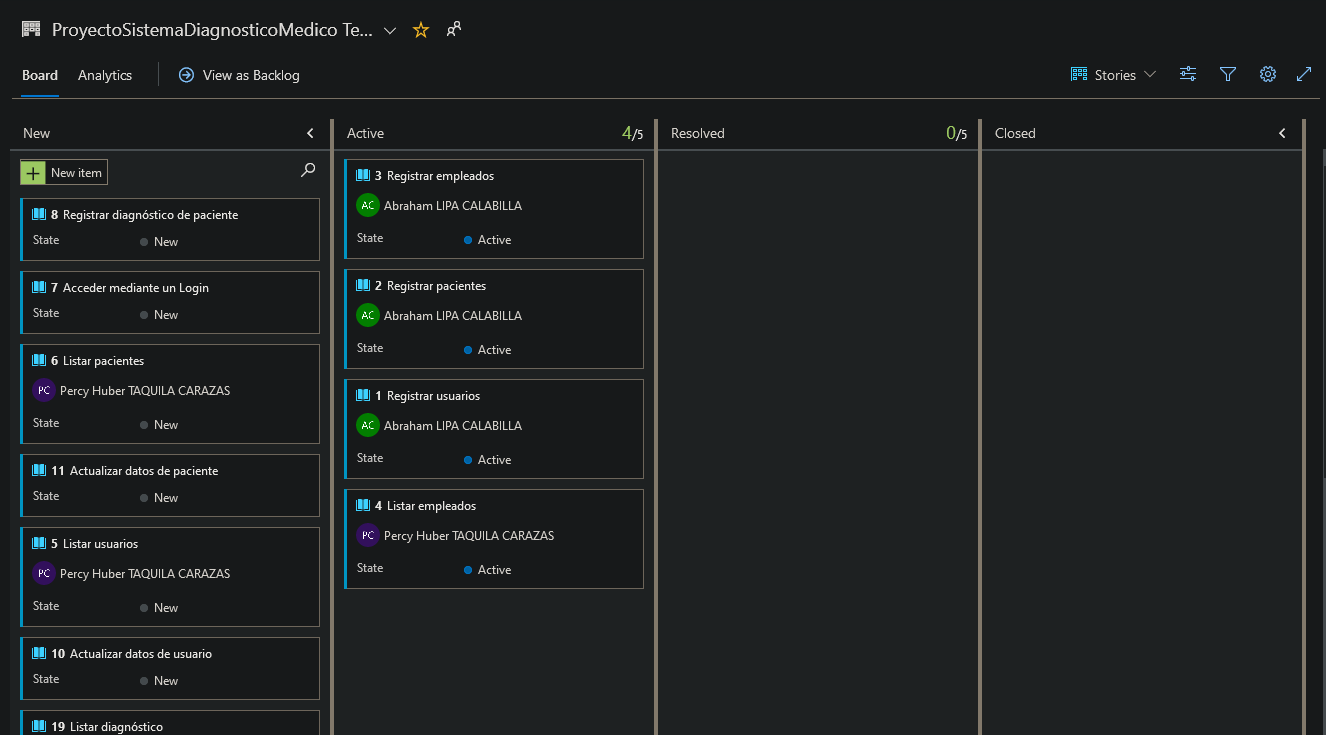 ProyectoSistemaDiagnosticoMedico Te...
Board Analytics View as Backlog Stories
New
New item
8 Registrar diagnóstico de paciente
State New
7 Acceder mediante un Login
State New
6 Listar pacientes
PC Percy Huber TAQUILA CARAZAS
State New
11 Actualizar datos de paciente
State New
5 Listar usuarios
PC Percy Huber TAQUILA CARAZAS
State New
10 Actualizar datos de usuario
State New
19 Listar diagnóstico
Active 4/5
3 Registrar empleados
AC Abraham LIPA CALABILLA
State Active
2 Registrar pacientes
AC Abraham LIPA CALABILLA
State Active
1 Registrar usuarios
AC Abraham LIPA CALABILLA
State Active
4 Listar empleados
PC Percy Huber TAQUILA CARAZAS
State Active
Resolved 0/5
Closed